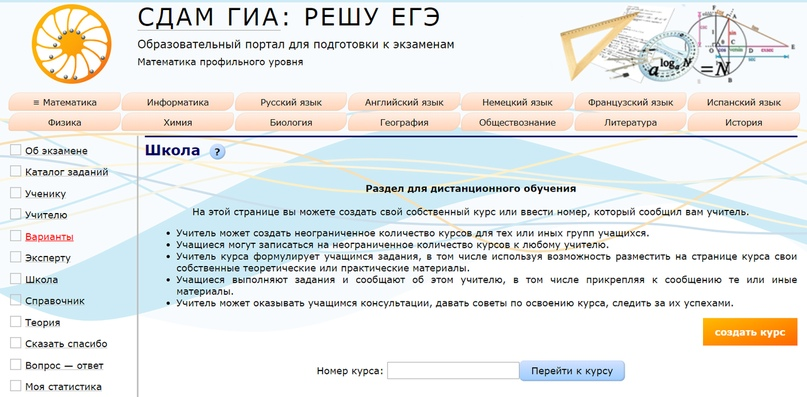 СДАМ ГИА: РЕШУ ЕГЭ
Образовательный портал для подготовки к экзаменам
Математика профильного уровня
≡ Математика
Информатика
Русский язык
Английский язык
Немецкий язык
Французский язык
Испанский язык
Физика
Химия
Биология
География
Обществознание
Литература
История
Об экзамене
Каталог заданий
Ученику
Учителю
Варианты
Эксперту
Школа
Справочник
Теория
Сказать спасибо
Вопрос — ответ
Моя статистика
Школа ?
Раздел для дистанционного обучения
На этой странице вы можете создать свой собственный курс или ввести номер, который сообщил вам учитель.
• Учитель может создать неограниченное количество курсов для тех или иных групп учащихся.
• Учащиеся могут записаться на неограниченное количество курсов к любому учителю.
• Учитель курса формулирует учащимся задания, в том числе используя возможность разместить на странице курса свои
собственные теоретические или практические материалы.
• Учащиеся выполняют задания и сообщают об этом учителю, в том числе прикрепляя к сообщению те или иные
материалы.
• Учитель может оказывать учащимся консультации, давать советы по освоению курса, следить за их успехами.
создать курс
Номер курса:
Перейти к курсу